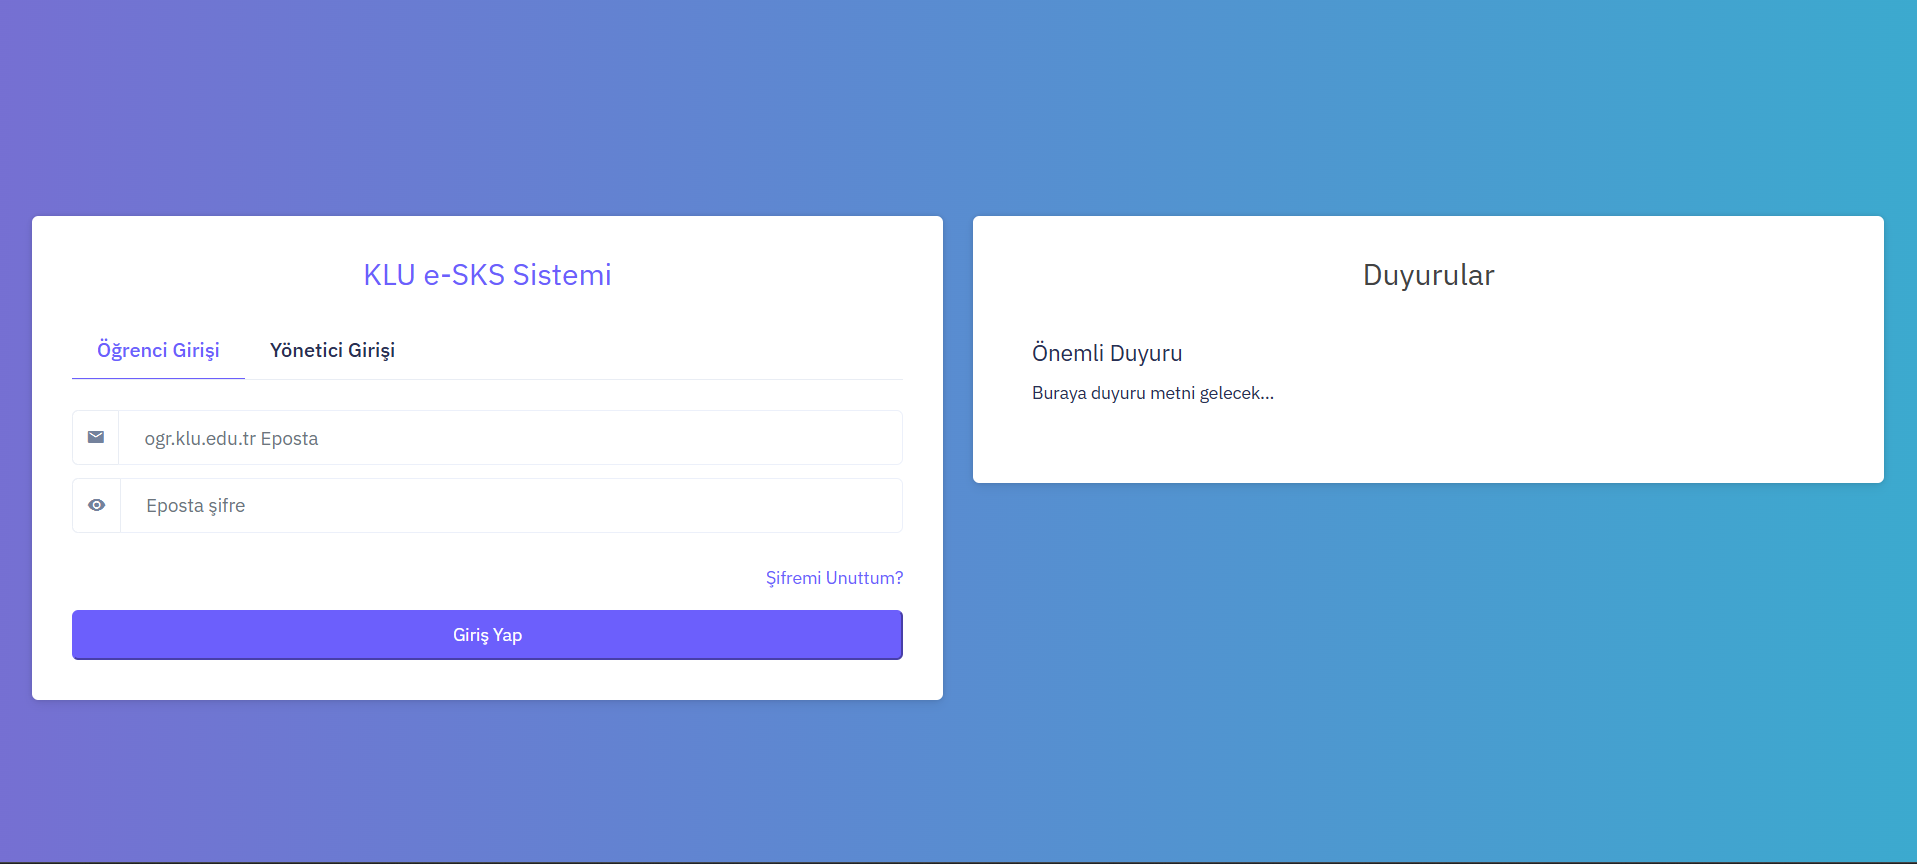 KLU e-SKS Sistemi
Öğrenci Girişi
Yönetici Girişi
ogr.klu.edu.tr Eposta
Eposta şifre
Şifremi Unuttum?
Giriş Yap
Duyurular
Önemli Duyuru
Buraya duyuru metni gelecek...